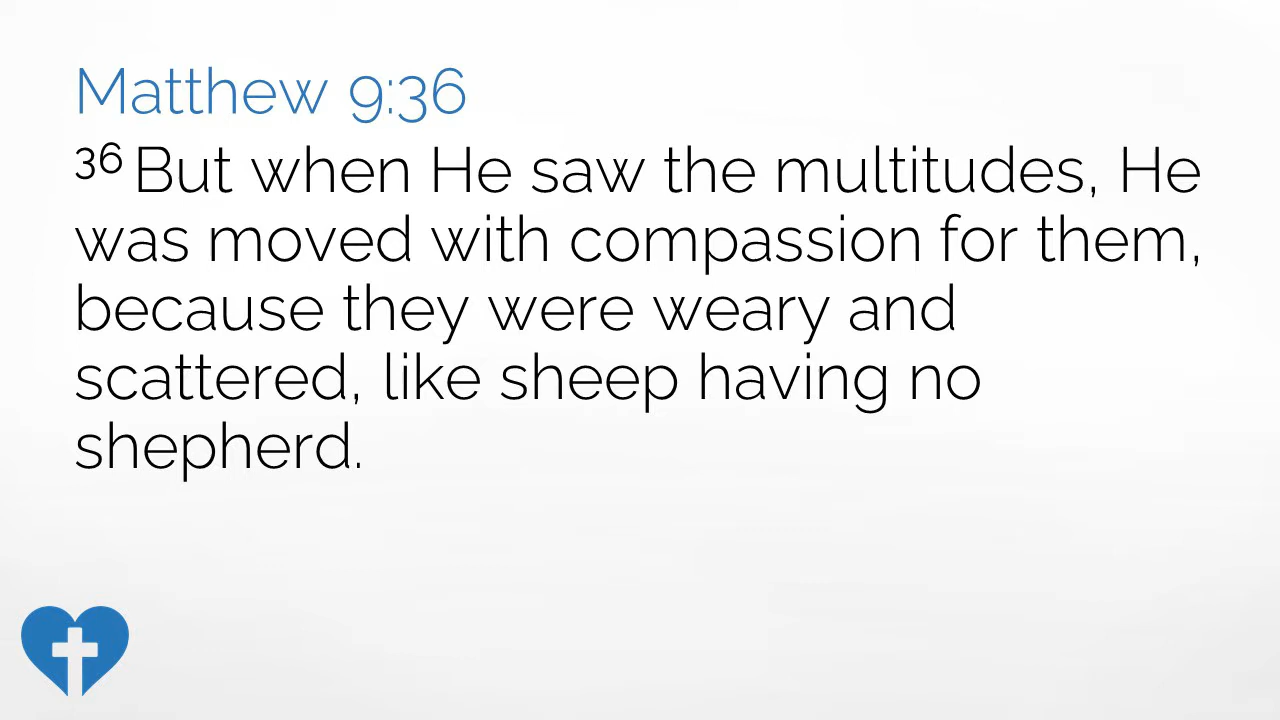 Matthew 9:36
36 But when He saw the multitudes, He
was moved with compassion for them,
because they were weary and
scattered, like sheep having no
shepherd.